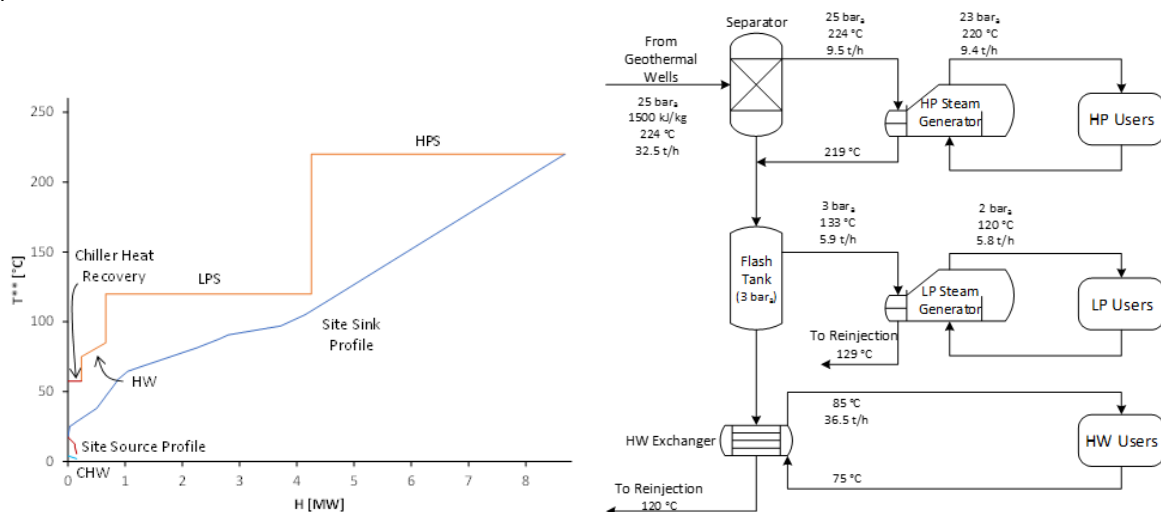 250
200
150
100
50
0
T** [°C]
0
1
2
3
4
5
6
7
8
H [MW]
HPS
Chiller Heat
Recovery
LPS
Site Sink
Profile
HW
Site Source Profile
CHW
Separator
From
Geothermal
Wells
25 barₐ
1500 kJ/kg
224 °C
32.5 t/h
25 barₐ
224 °C
9.5 t/h
23 barₐ
220 °C
9.4 t/h
HP Steam
Generator
HP Users
219 °C
3 barₐ
133 °C
5.9 t/h
2 barₐ
120 °C
5.8 t/h
Flash
Tank
(3 barₐ)
LP Steam
Generator
LP Users
To Reinjection
129 °C
85 °C
36.5 t/h
HW Exchanger
HW Users
75 °C
To Reinjection
120 °C